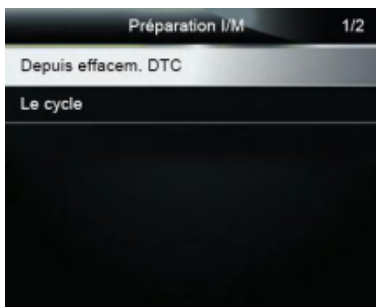 Préparation I/M 1/2
Depuis effacem. DTC
Le cycle